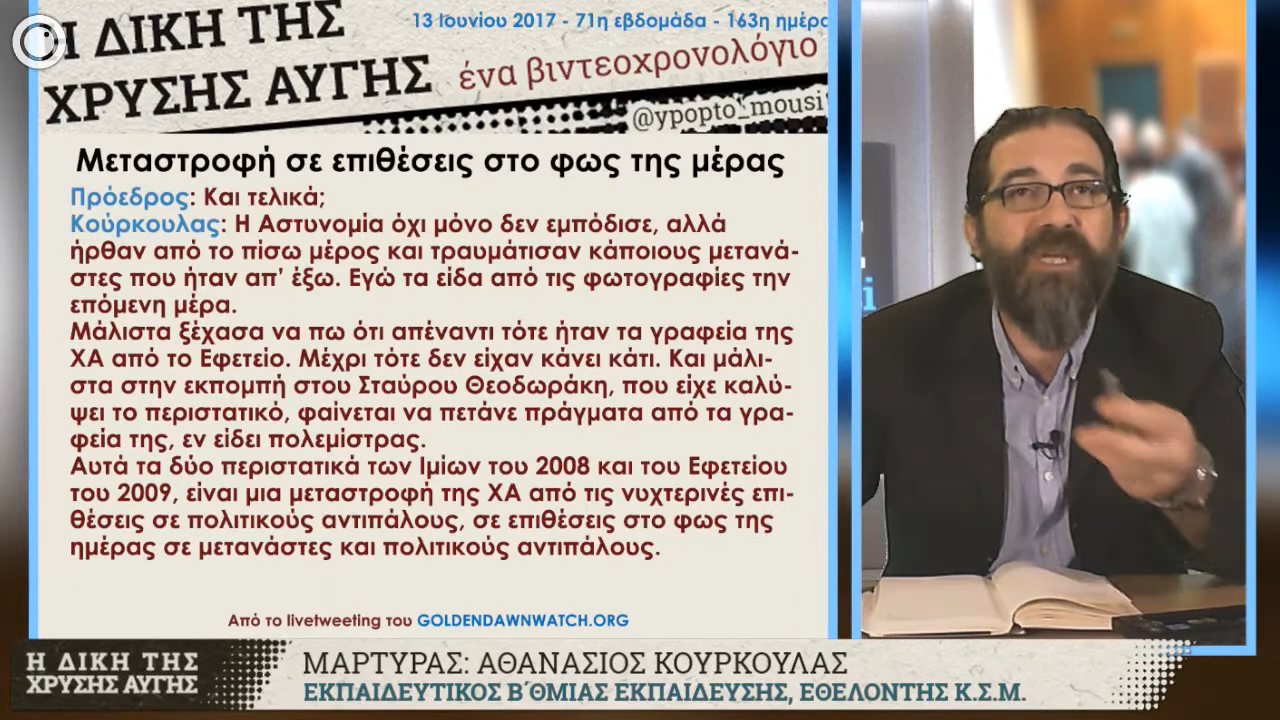 Η ΔΙΚΗ ΤΗΣ
ΧΡΥΣΗΣ ΑΥΓΗΣ
13 Ιουνίου 2017 - 71η εβδομάδα - 163η ημέρα
ένα βιντεοχρονολόγιο
@ypopto_mousi
Μεταστροφή σε επιθέσεις στο φως της μέρας
Πρόεδρος: Και τελικά;
Κούρκουλας: Η Αστυνομία όχι μόνο δεν εμπόδισε, αλλά
ήρθαν από το πίσω μέρος και τραυμάτισαν κάποιους μετανά-
στες που ήταν απ' έξω. Εγώ τα είδα από τις φωτογραφίες την
επόμενη μέρα.
Μάλιστα ξέχασα να πω ότι απέναντι τότε ήταν τα γραφεία της
ΧΑ από το Εφετείο. Μέχρι τότε δεν είχαν κάνει κάτι. Και μάλι-
στα στην εκπομπή στου Σταύρου Θεοδωράκη, που είχε καλύ-
ψει το περιστατικό, φαίνεται να πετάνε πράγματα από τα γρα-
φεία της, εν είδει πολεμίστρας.
Αυτά τα δύο περιστατικά των Ιμίων του 2008 και του Εφετείου
του 2009, είναι μια μεταστροφή της ΧΑ από τις νυχτερινές επι-
θέσεις σε πολιτικούς αντιπάλους, σε επιθέσεις στο φως της
ημέρας σε μετανάστες και πολιτικούς αντιπάλους.
Από το livetweeting του GOLDENDAWNWATCH.ORG
Η ΔΙΚΗ ΤΗΣ
ΧΡΥΣΗΣ ΑΥΓΗΣ
ΜΑΡΤΥΡΑΣ: ΑΘΑΝΑΣΙΟΣ ΚΟΥΡΚΟΥΛΑΣ
ΕΚΠΑΙΔΕΥΤΙΚΟΣ Β΄ΘΜΙΑΣ ΕΚΠΑΙΔΕΥΣΗΣ, ΕΘΕΛΟΝΤΗΣ Κ.Σ.Μ.